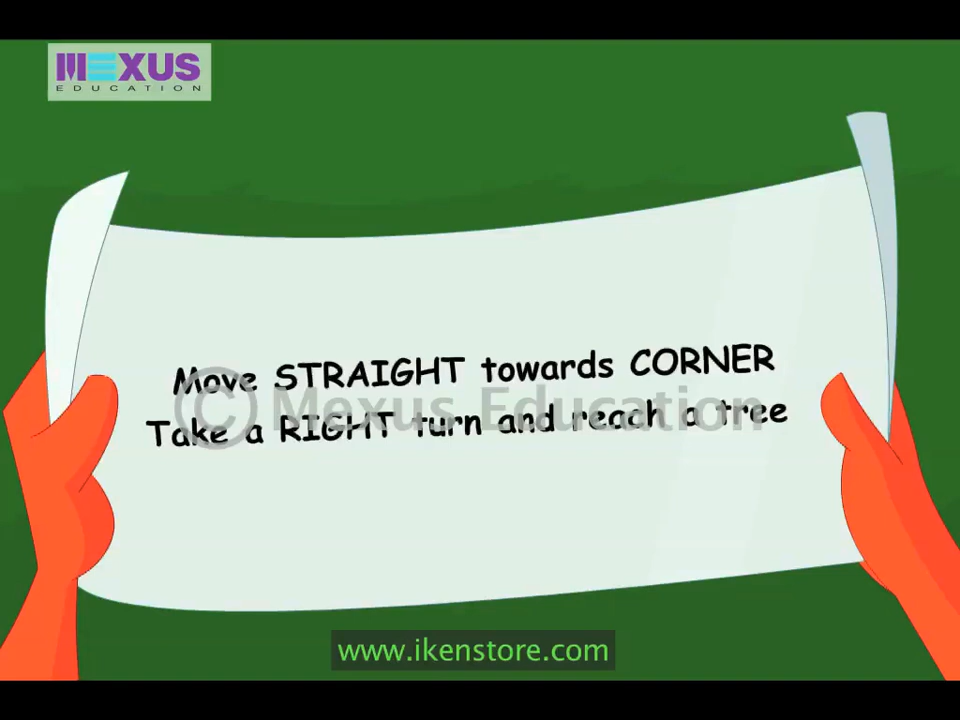 MEXUS
EDUCATION
Move STRAIGHT towards CORNER
Take a RIGHT turn and reach a tree
© Mexus Education
www.ikenstore.com